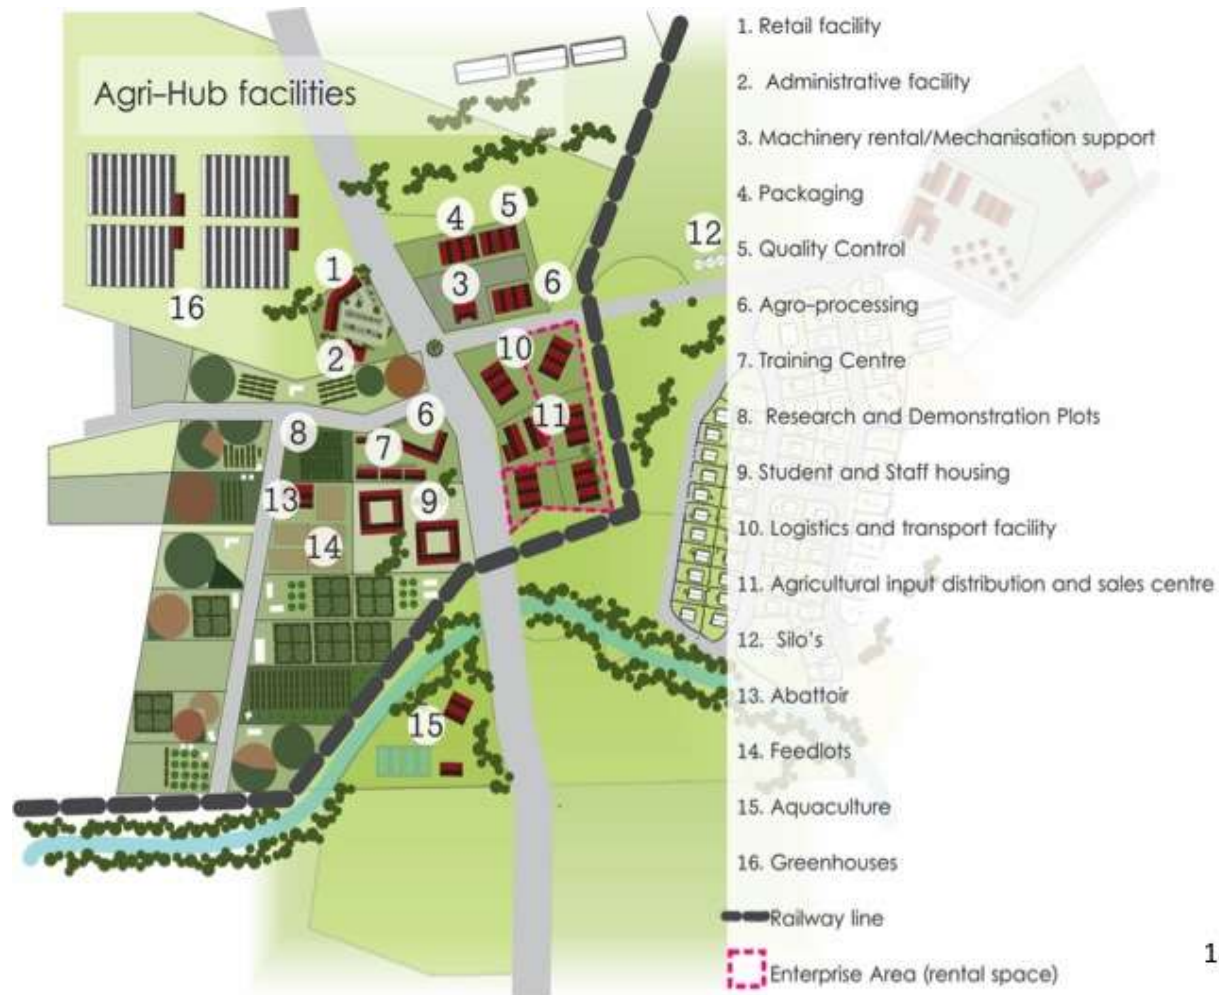 Agri-Hub facilities
1. Retail facility
2. Administrative facility
3. Machinery rental/Mechanisation support
4. Packaging
5. Quality Control
6. Agro-processing
7. Training Centre
8. Research and Demonstration Plots
9. Student and Staff housing
10. Logistics and transport facility
11. Agricultural input distribution and sales centre
12. Silo's
13. Abattoir
14. Feedlots
15. Aquaculture
16. Greenhouses
Railway line
Enterprise Area (rental space)
1
5
4
12
1
3
6
16
2
10
11
6
8
7
13
9
14
15